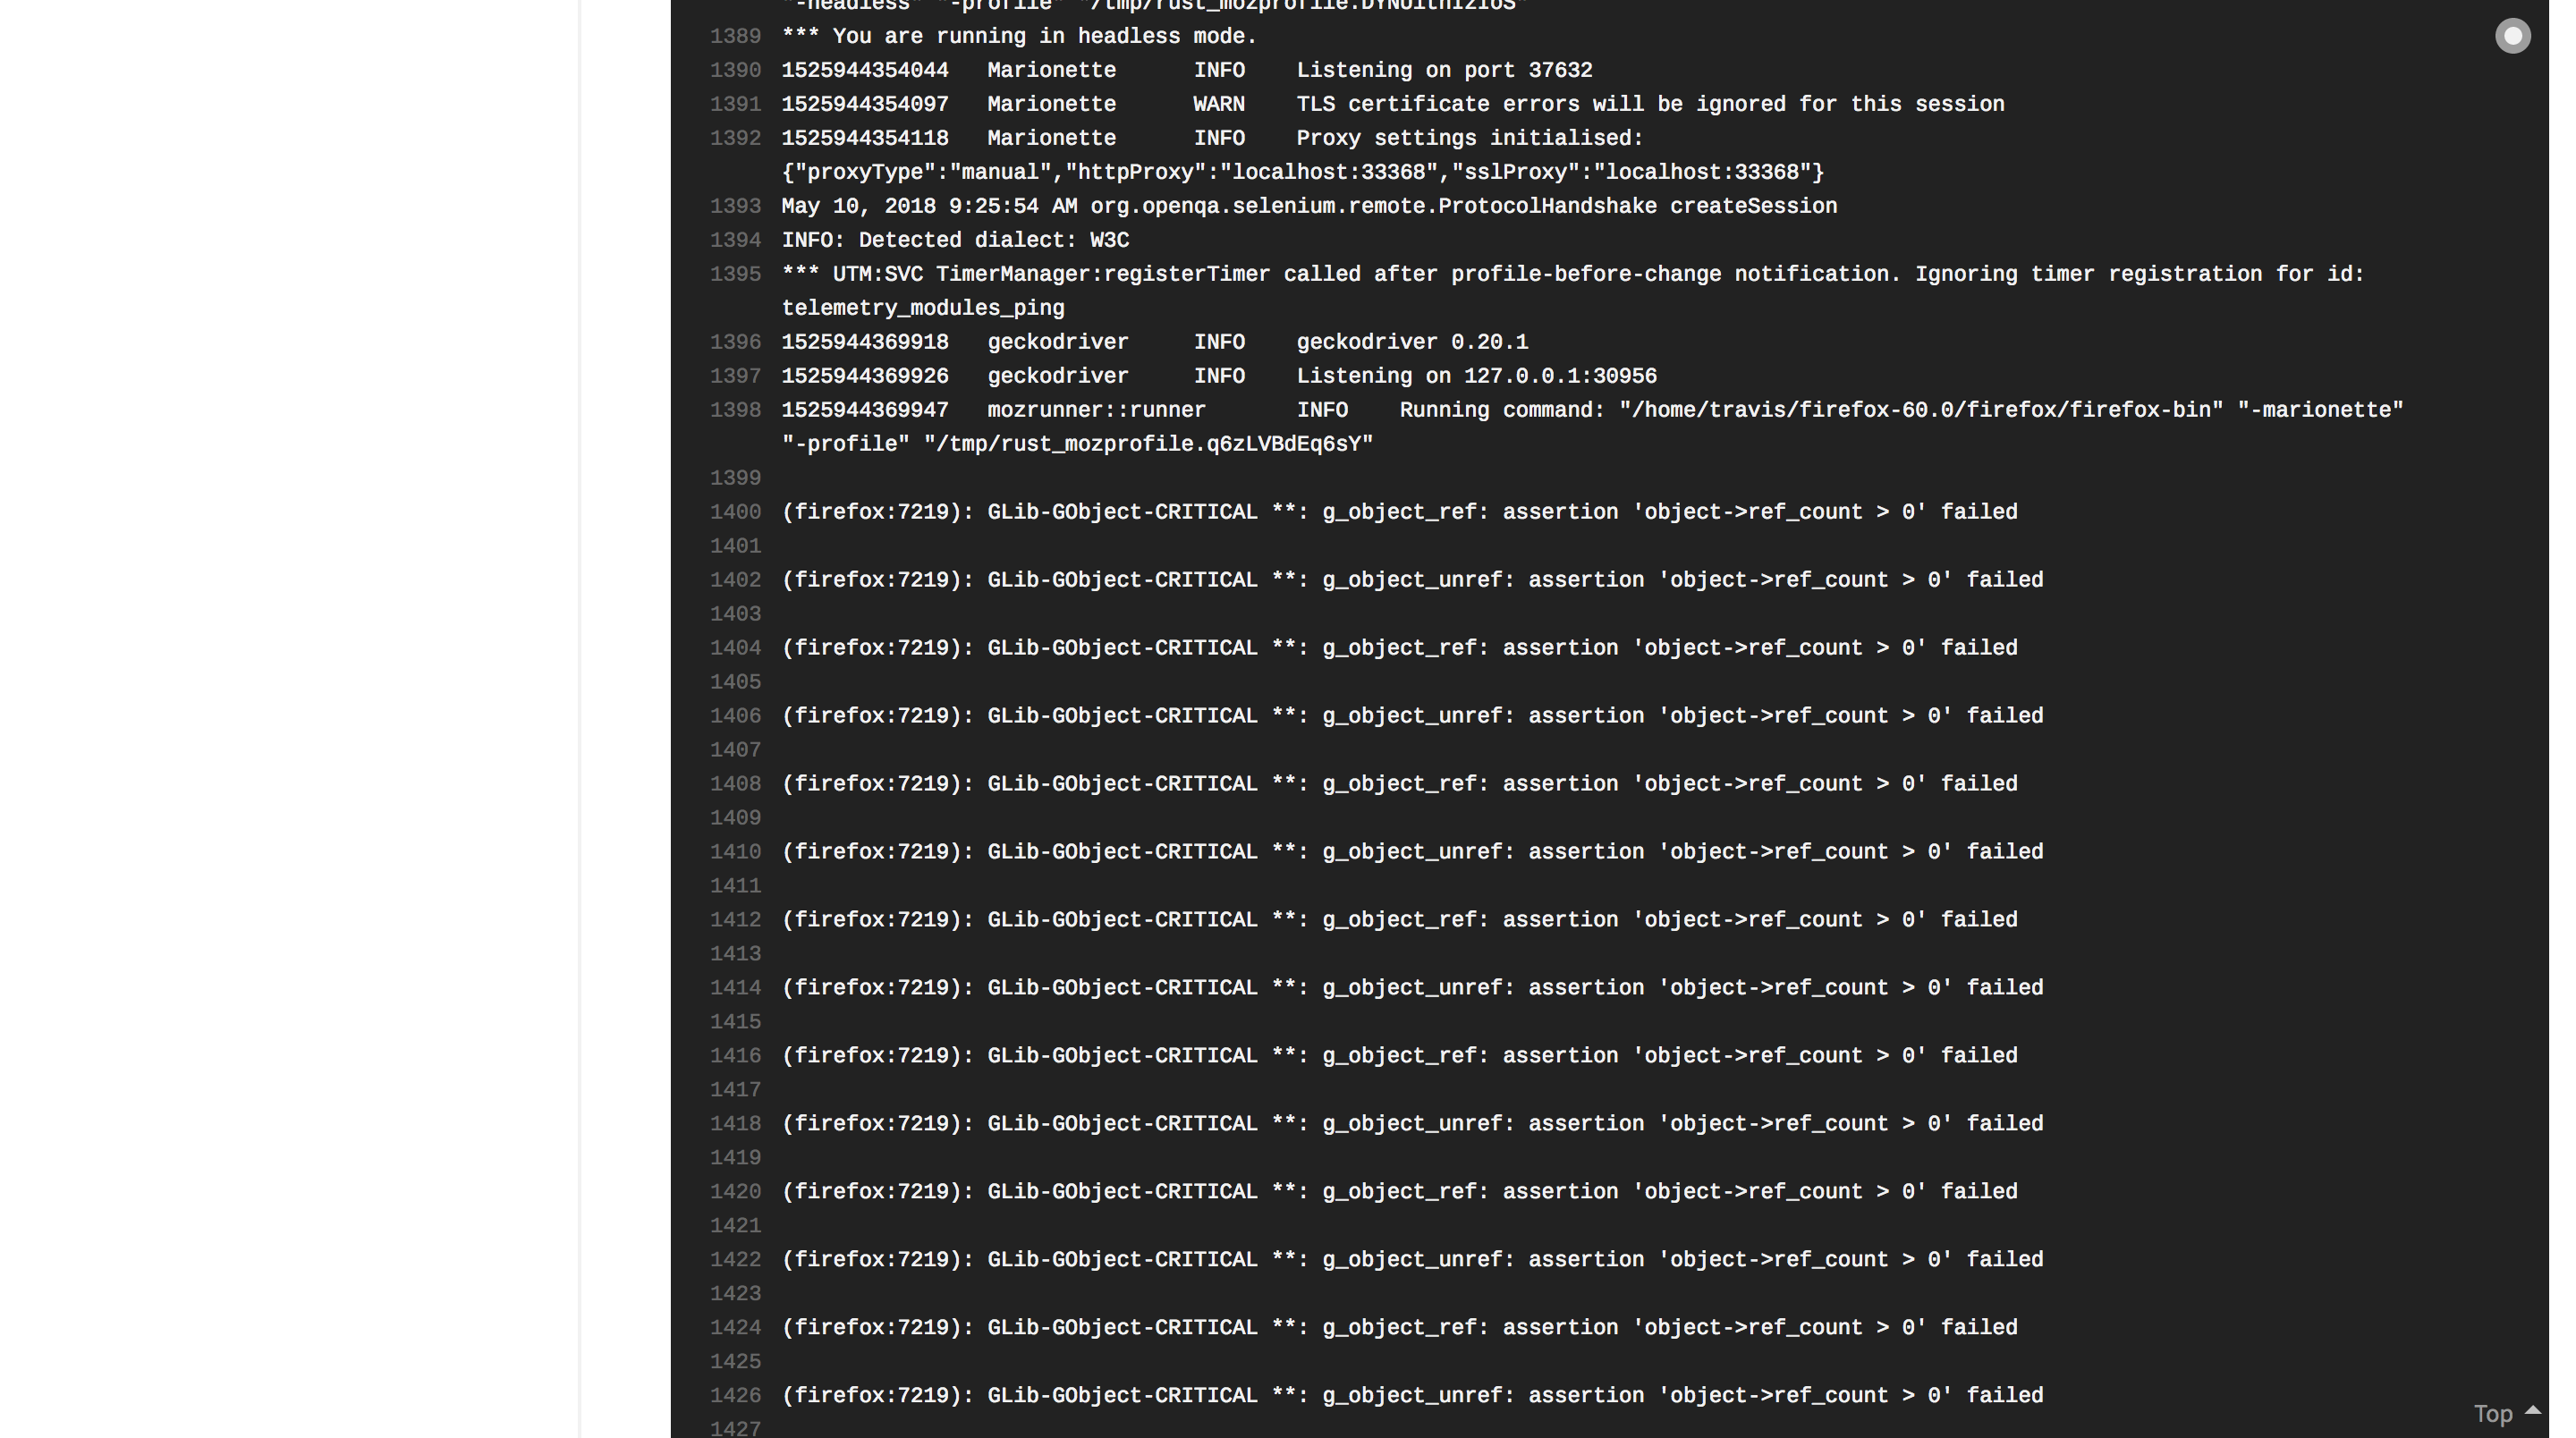 "-headless" "-profile"
1389 *** You are running in headless mode.
1390 1525944354044 Marionette INFO Listening on port 37632
1391 1525944354097 Marionette WARN TLS certificate errors will be ignored for this session
1392 1525944354118 Marionette INFO Proxy settings initialised:
{"proxyType":"manual","httpProxy":"localhost:33368","sslProxy":"localhost:33368"}
1393 May 10, 2018 9:25:54 AM org.openqa.selenium.remote.ProtocolHandshake createSession
1394 INFO: Detected dialect: W3C
1395 *** UTM:SVC TimerManager:registerTimer called after profile-before-change notification. Ignoring timer registration for id:
telemetry_modules_ping
1396 1525944369918 geckodriver INFO geckodriver 0.20.1
1397 1525944369926 geckodriver INFO Listening on 127.0.0.1:30956
1398 1525944369947 mozrunner::runner INFO Running command: "/home/travis/firefox-60.0/firefox/firefox-bin" "-marionette"
"-profile" "/tmp/rust_mozprofile.q6zLVBdEq6sY"
1399
1400 (firefox:7219): GLib-GObject-CRITICAL **: g_object_ref: assertion 'object->ref_count > 0' failed
1401
1402 (firefox:7219): GLib-GObject-CRITICAL **: g_object_unref: assertion 'object->ref_count > 0' failed
1403
1404 (firefox:7219): GLib-GObject-CRITICAL **: g_object_ref: assertion 'object->ref_count > 0' failed
1405
1406 (firefox:7219): GLib-GObject-CRITICAL **: g_object_unref: assertion 'object->ref_count > 0' failed
1407
1408 (firefox:7219): GLib-GObject-CRITICAL **: g_object_ref: assertion 'object->ref_count > 0' failed
1409
1410 (firefox:7219): GLib-GObject-CRITICAL **: g_object_unref: assertion 'object->ref_count > 0' failed
1411
1412 (firefox:7219): GLib-GObject-CRITICAL **: g_object_ref: assertion 'object->ref_count > 0' failed
1413
1414 (firefox:7219): GLib-GObject-CRITICAL **: g_object_unref: assertion 'object->ref_count > 0' failed
1415
1416 (firefox:7219): GLib-GObject-CRITICAL **: g_object_ref: assertion 'object->ref_count > 0' failed
1417
1418 (firefox:7219): GLib-GObject-CRITICAL **: g_object_unref: assertion 'object->ref_count > 0' failed
1419
1420 (firefox:7219): GLib-GObject-CRITICAL **: g_object_ref: assertion 'object->ref_count > 0' failed
1421
1422 (firefox:7219): GLib-GObject-CRITICAL **: g_object_unref: assertion 'object->ref_count > 0' failed
1423
1424 (firefox:7219): GLib-GObject-CRITICAL **: g_object_ref: assertion 'object->ref_count > 0' failed
1425
1426 (firefox:7219): GLib-GObject-CRITICAL **: g_object_unref: assertion 'object->ref_count > 0' failed
1427
Top